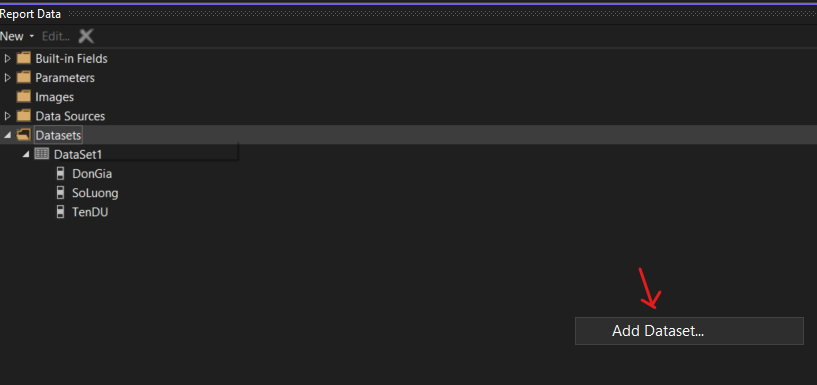 Report Data
New Edit...
Built-in Fields
Parameters
Images
Data Sources
Datasets
DataSet1
DonGia
SoLuong
TenDU
Add Dataset...